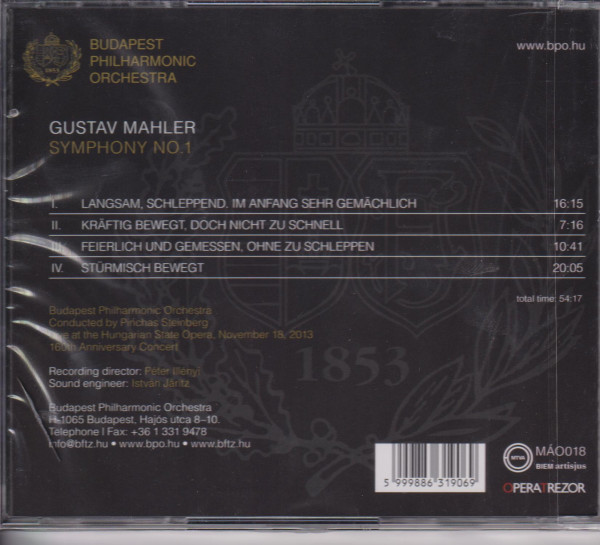 BUDAPEST
PHILHARMONIC
ORCHESTRA
www.bpo.hu
GUSTAV MAHLER
SYMPHONY NO.1
I. LANGSAM, SCHLEPPEND. IM ANFANG SEHR GEMÄCHLICH 16:15
II. KRÄFTIG BEWEGT, DOCH NICHT ZU SCHNELL 7:16
III. FEIERLICH UND GEMESSEN, OHNE ZU SCHLEPPEN 10:41
IV. STÜRMISCH BEWEGT 20:05
total time: 54:17
Budapest Philharmonic Orchestra
Conducted by Pinchas Steinberg
Live at the Hungarian State Opera, November 18, 2013
160th Anniversary Concert
1853
Recording director: Péter Illényi
Sound engineer: István Járitz
Budapest Philharmonic Orchestra
H-1065 Budapest, Hajós utca 8–10.
Telephone I Fax: +36 1 331 9478
info@bftz.hu • www.bpo.hu • www.bftz.hu
5 999886 319069
MTVA
MÁO018
BIEM artisjus
OPERATREZOR